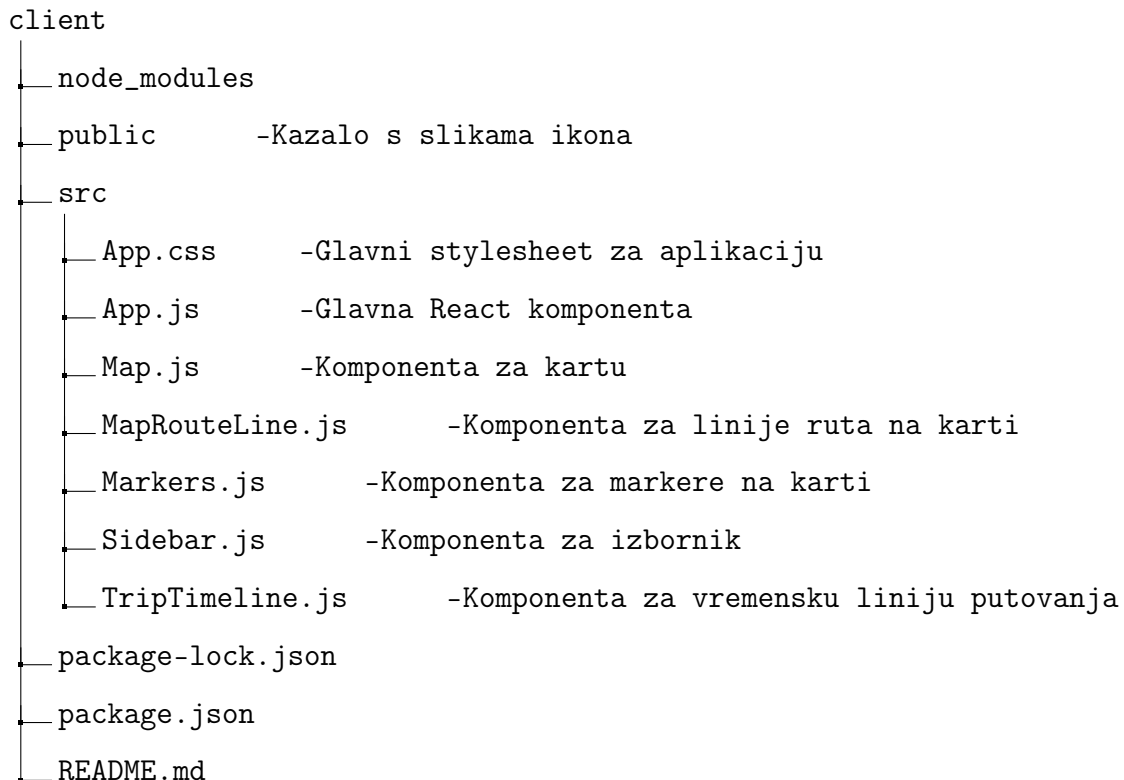 client
node_modules
public -Kazalo s slikama ikona
src
App.css -Glavni stylesheet za aplikaciju
App.js -Glavna React komponenta
Map.js -Komponenta za kartu
MapRouteLine.js -Komponenta za linije ruta na karti
Markers.js -Komponenta za markere na karti
Sidebar.js -Komponenta za izbornik
TripTimeline.js -Komponenta za vremensku liniju putovanja
package-lock.json
package.json
README.md